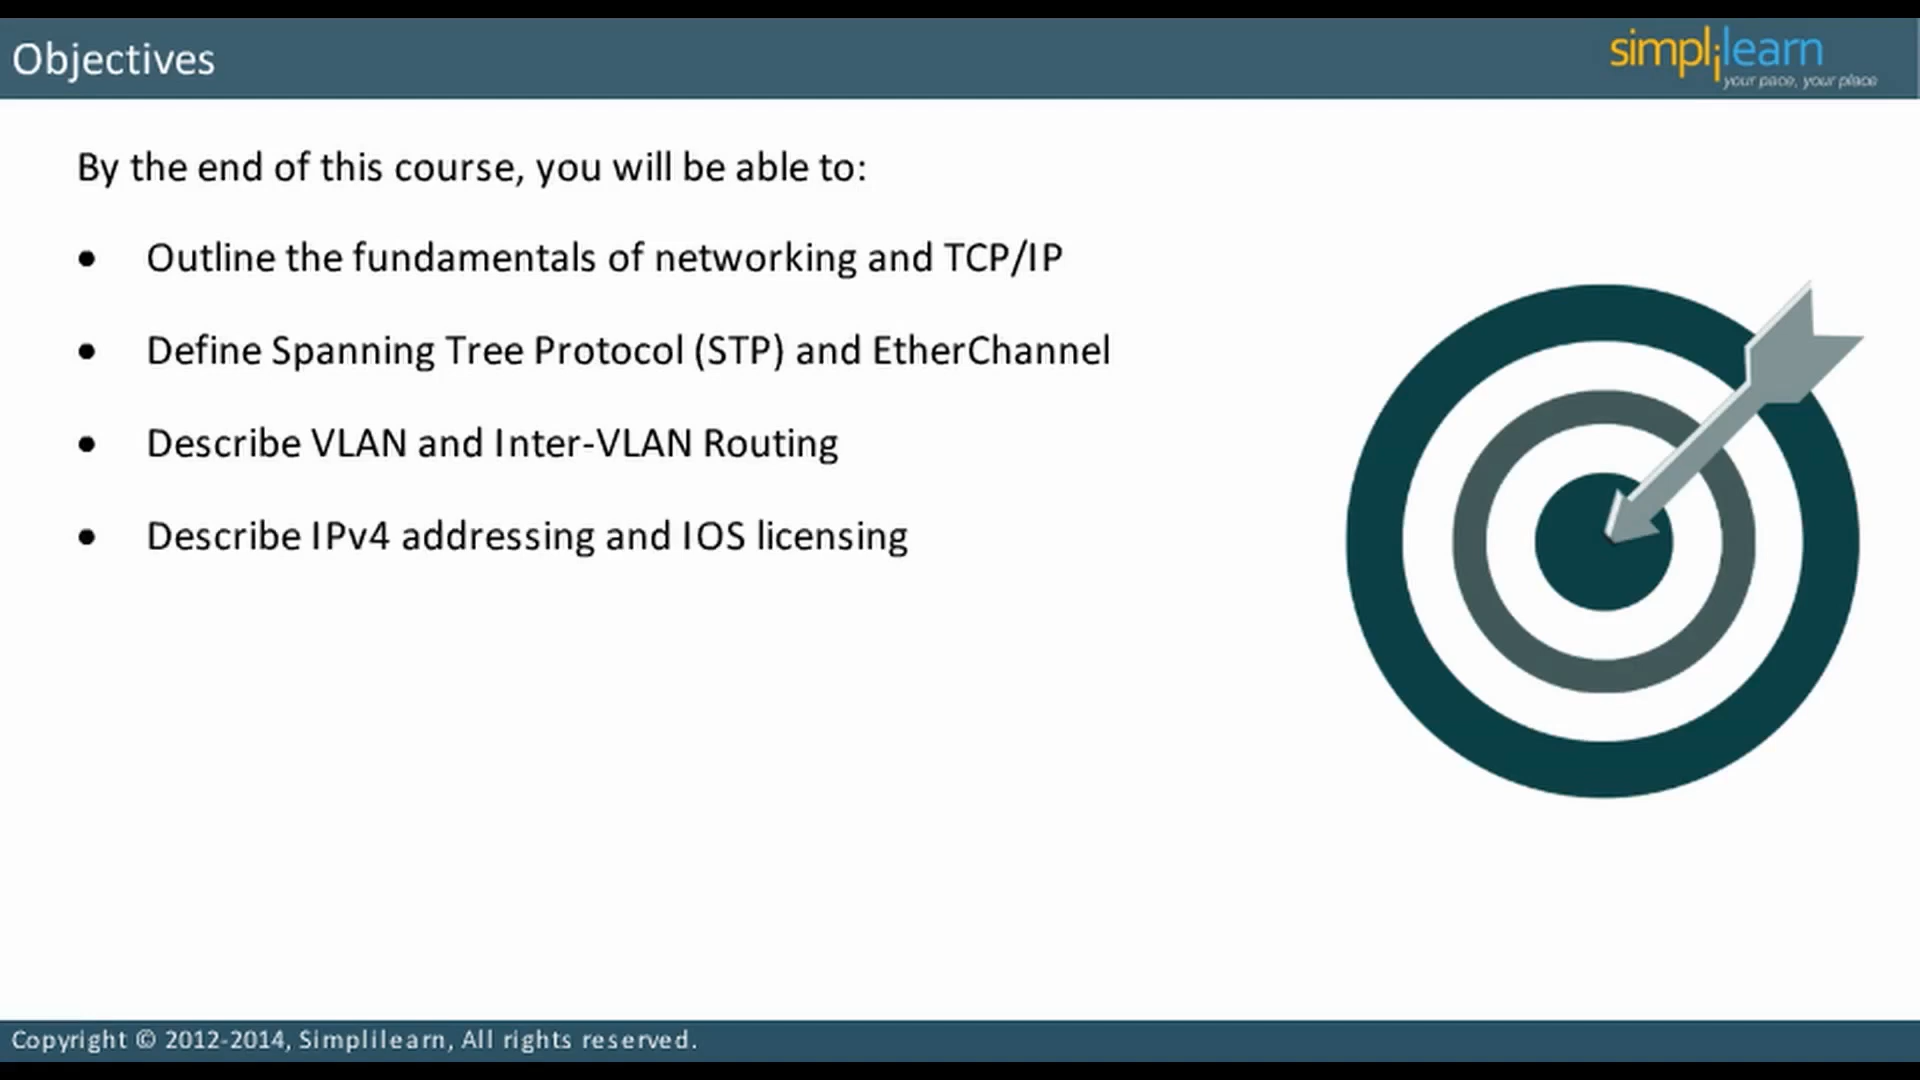 Objectives
simplilearn
your pace, your place
By the end of this course, you will be able to:
• Outline the fundamentals of networking and TCP/IP
• Define Spanning Tree Protocol (STP) and EtherChannel
• Describe VLAN and Inter-VLAN Routing
• Describe IPv4 addressing and IOS licensing
Copyright © 2012-2014, Simplilearn, All rights reserved.